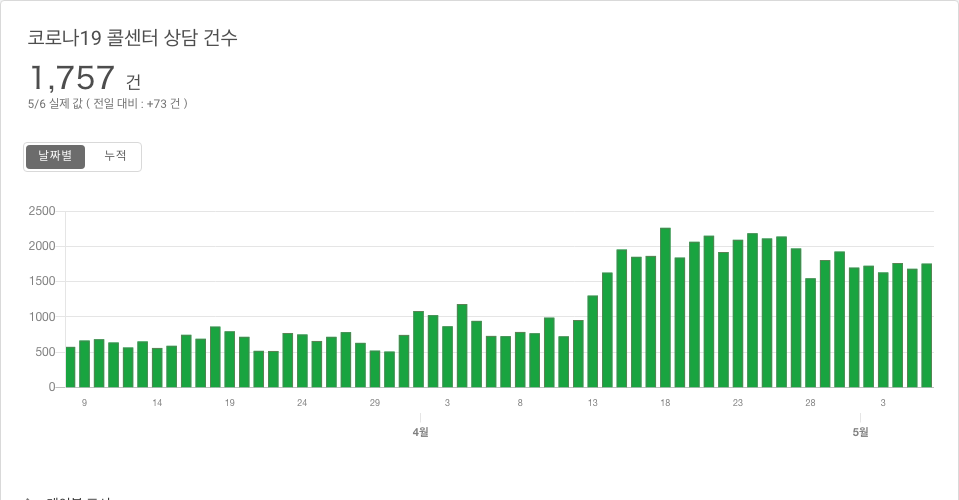 코로나19 콜센터 상담 건수
1,757 건
5/6 실제 값 ( 전일 대비 : +73 건 )
날짜별 누적
2500
2000
1500
1000
500
0
9 14 19 24 29 3 8 13 18 23 28 3
4월 5월